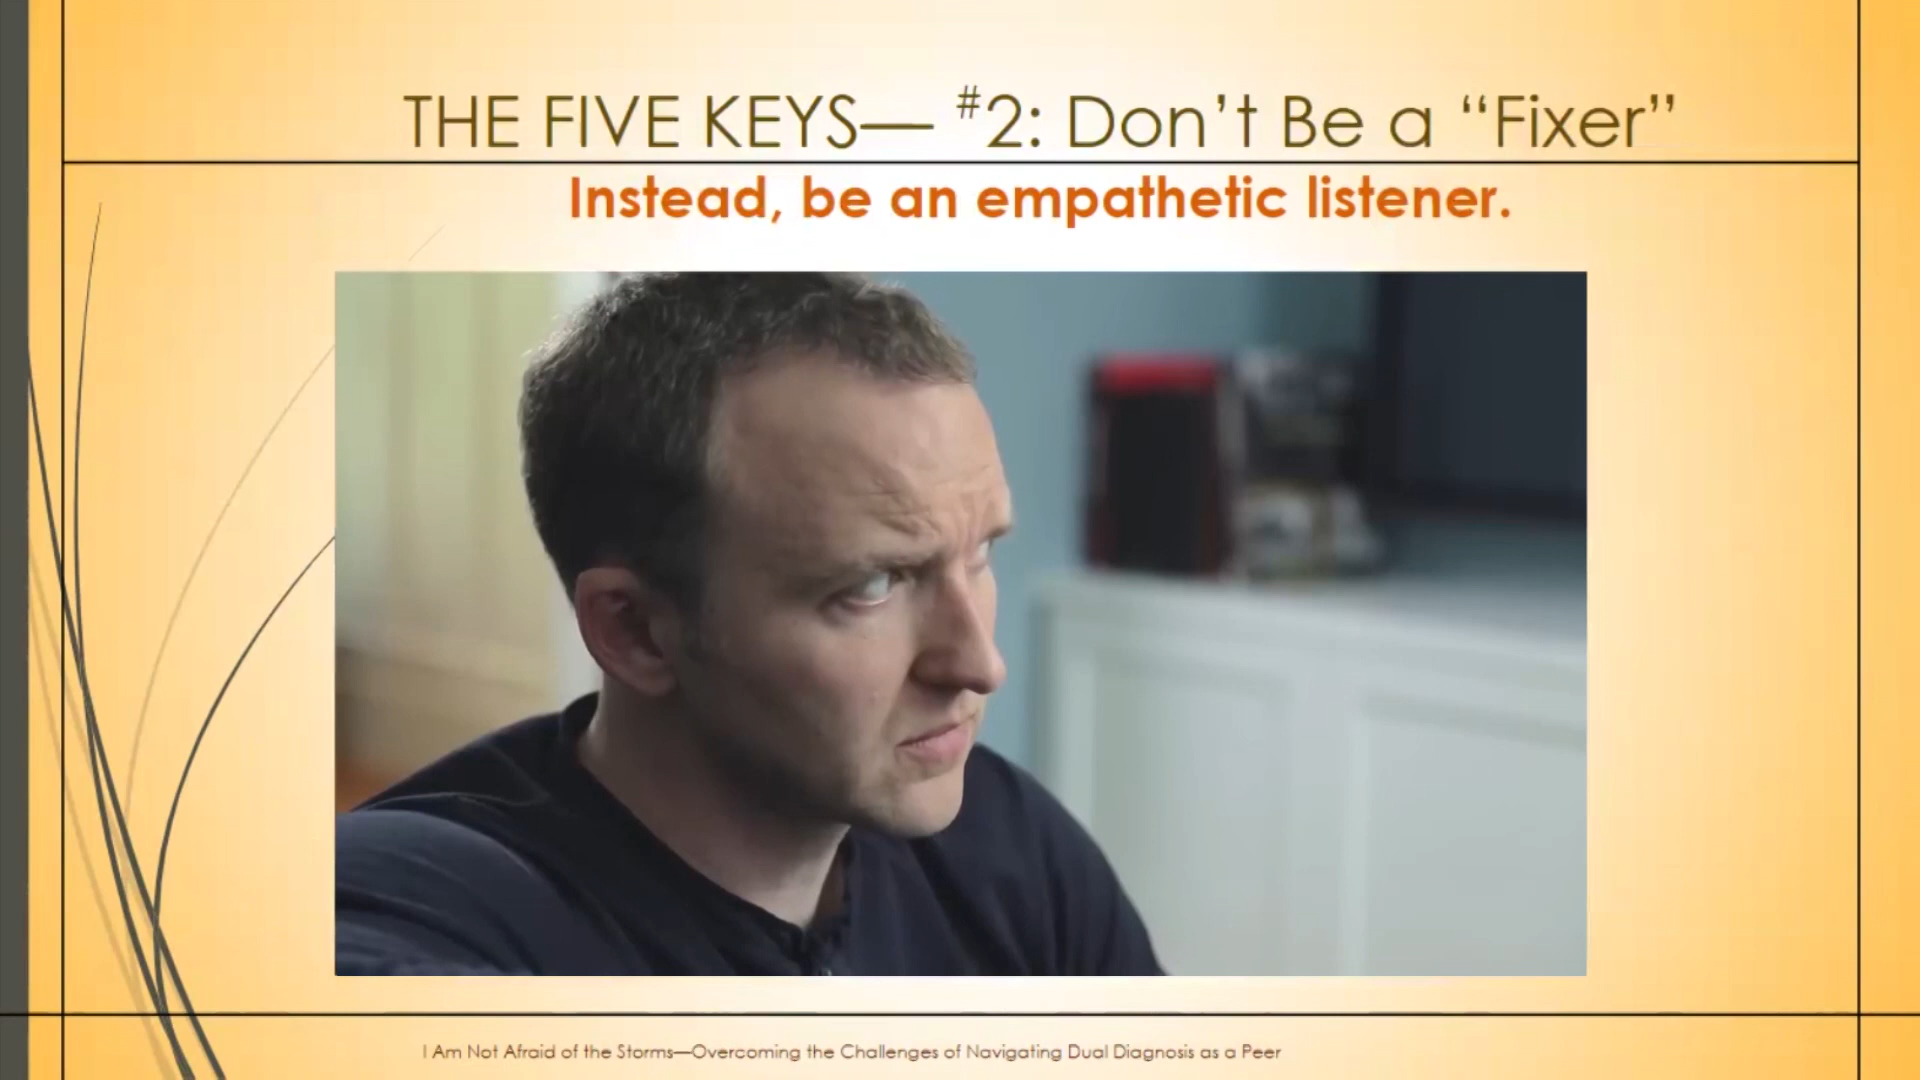 THE FIVE KEYS— #2: Don’t Be a “Fixer”
Instead, be an empathetic listener.
I Am Not Afraid of the Storms—Overcoming the Challenges of Navigating Dual Diagnosis as a Peer